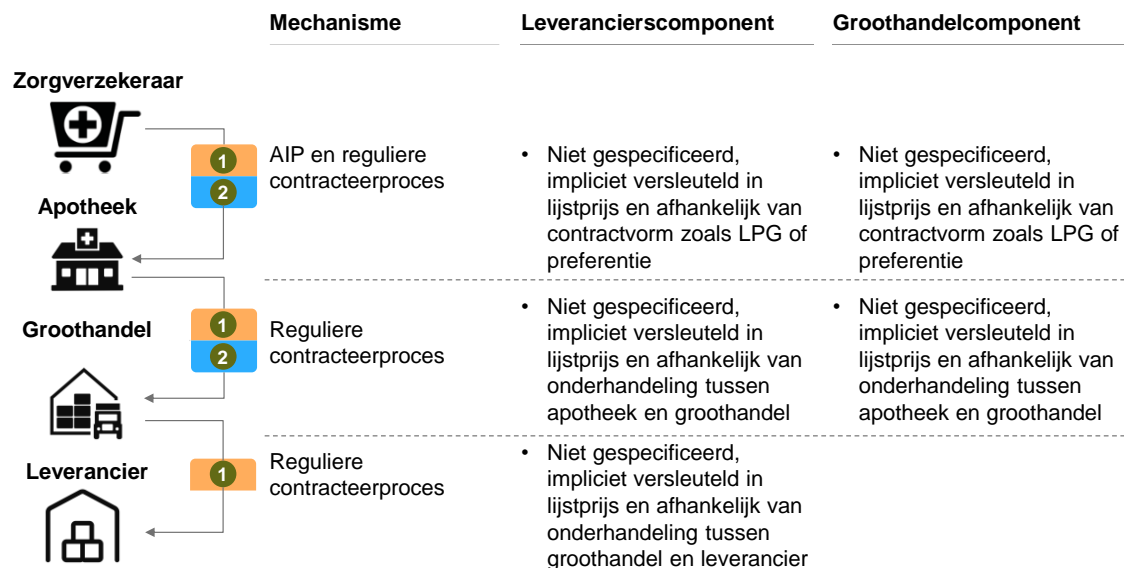 Mechanisme
Leverancierscomponent
Groothandelcomponent
Zorgverzekeraar
1
2
AIP en reguliere
contracteerproces
• Niet gespecificeerd,
impliciet versleuteld in
lijstprijs en afhankelijk van
contractvorm zoals LPG of
preferentie
• Niet gespecificeerd,
impliciet versleuteld in
lijstprijs en afhankelijk van
contractvorm zoals LPG of
preferentie
Apotheek
1
2
Reguliere
contracteerproces
• Niet gespecificeerd,
impliciet versleuteld in
lijstprijs en afhankelijk van
onderhandeling tussen
apotheek en groothandel
• Niet gespecificeerd,
impliciet versleuteld in
lijstprijs en afhankelijk van
onderhandeling tussen
apotheek en groothandel
Groothandel
1
Reguliere
contracteerproces
• Niet gespecificeerd,
impliciet versleuteld in
lijstprijs en afhankelijk van
onderhandeling tussen
groothandel en leverancier
Leverancier